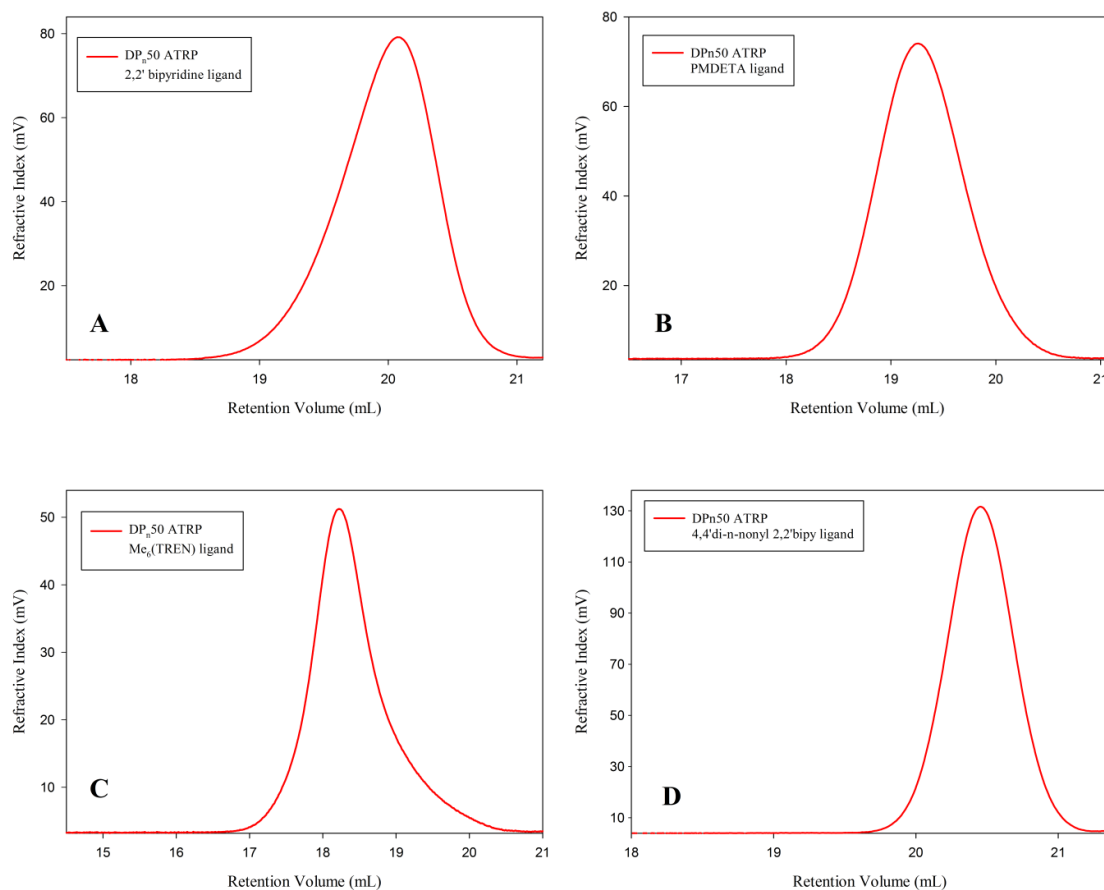 80
60
40
20
Refractive Index (mV)
DPn50 ATRP
2,2' bipyridine ligand
A
18
19
20
21
Retention Volume (mL)
80
60
40
20
Refractive Index (mV)
DPn50 ATRP
PMDETA ligand
B
17
18
19
20
21
Retention Volume (mL)
50
40
30
20
10
Refractive Index (mV)
DPn50 ATRP
Me6(TREN) ligand
C
15
16
17
18
19
20
21
Retention Volume (mL)
130
110
90
70
50
30
10
Refractive Index (mV)
DPn50 ATRP
4,4'di-n-nonyl 2,2'bipy ligand
D
18
19
20
21
Retention Volume (mL)